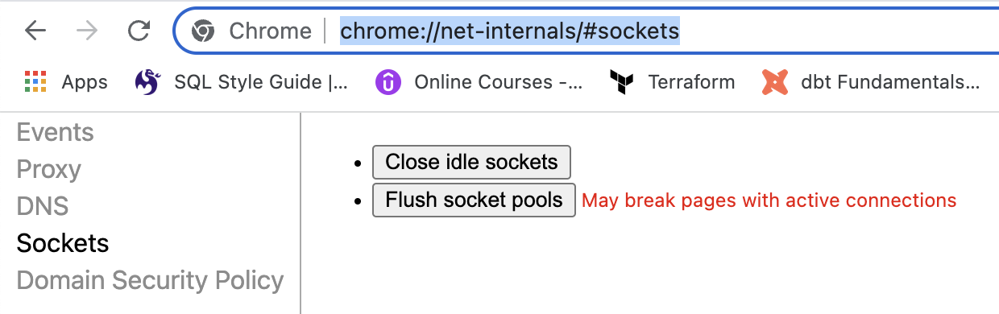 Chrome | chrome://net-internals/#sockets
Apps SQL Style Guide |... Online Courses -... Terraform dbt Fundamentals...
Events
Proxy
DNS
Sockets
Domain Security Policy
Close idle sockets
Flush socket pools May break pages with active connections